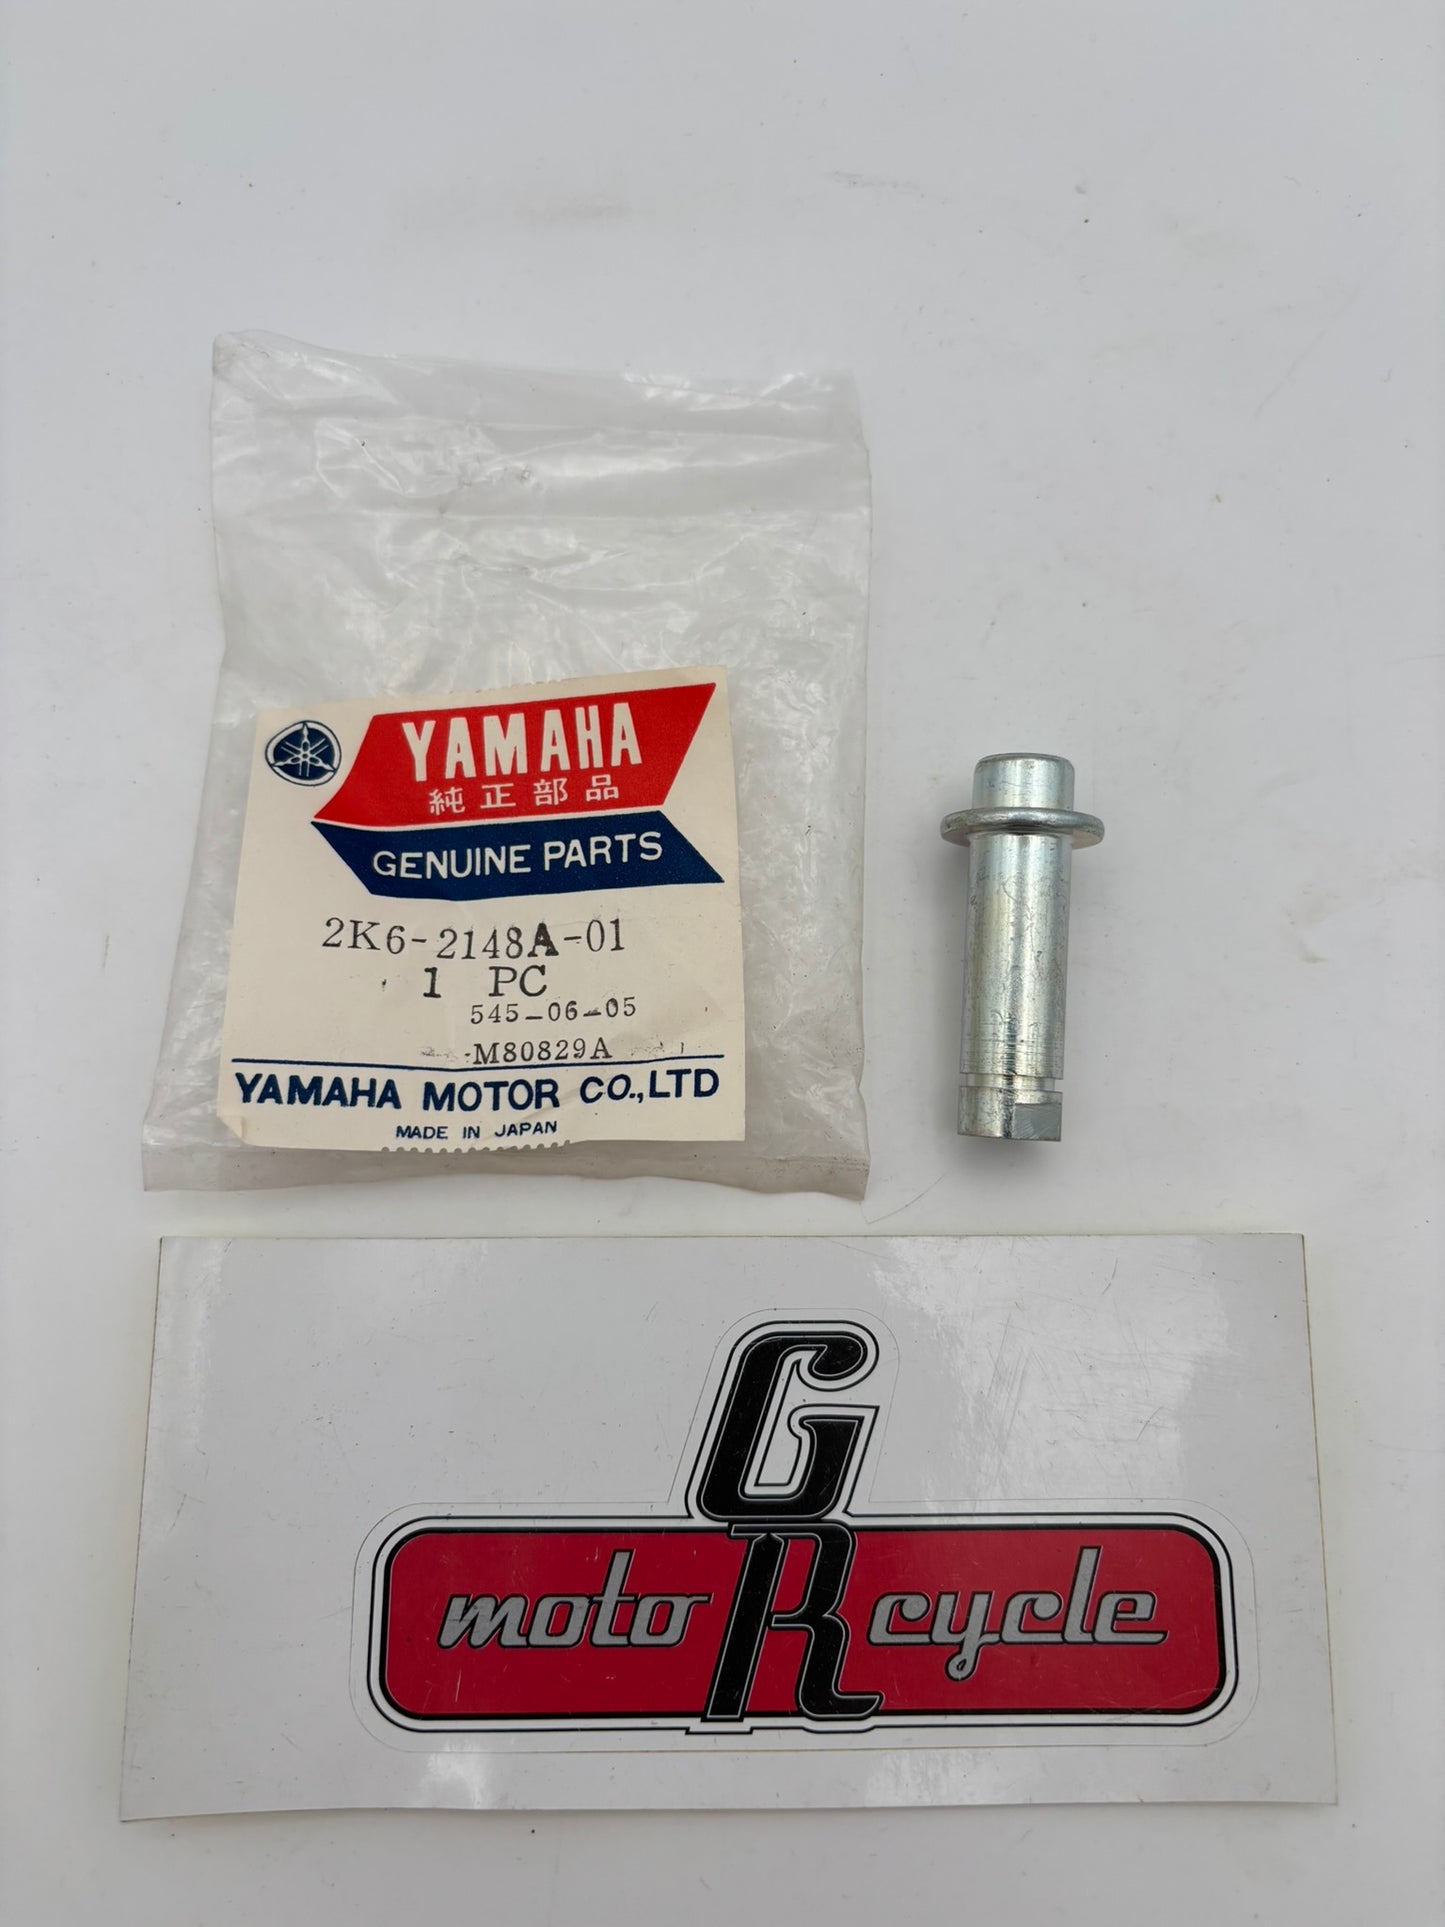 YAMAHA
純正部品
GENUINE PARTS
2K6-2148A-01
1 PC
545-06-05
M80829A
YAMAHA MOTOR CO.,LTD
MADE IN JAPAN
G
moto R cycle